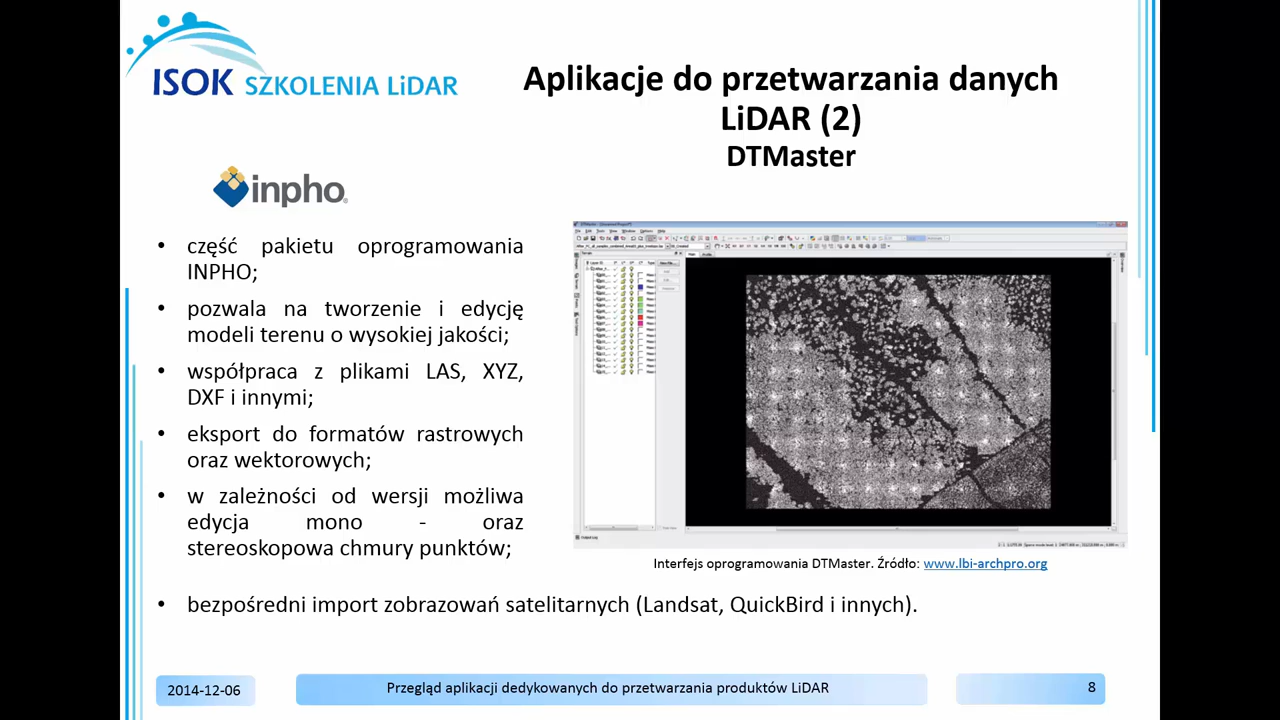 ISOK SZKOLENIA LiDAR
Aplikacje do przetwarzania danych
LiDAR (2)
DTMaster
inpho
• część pakietu oprogramowania
INPHO;
• pozwala na tworzenie i edycję
modeli terenu o wysokiej jakości;
• współpraca z plikami LAS, XYZ,
DXF i innymi;
• eksport do formatów rastrowych
oraz wektorowych;
• w zależności od wersji możliwa
edycja mono - oraz
stereoskopowa chmury punktów;
Interfejs oprogramowania DTMaster. Źródło: www.lbi-archpro.org
• bezpośredni import zobrazowań satelitarnych (Landsat, QuickBird i innych).
2014-12-06
Przegląd aplikacji dedykowanych do przetwarzania produktów LiDAR
8